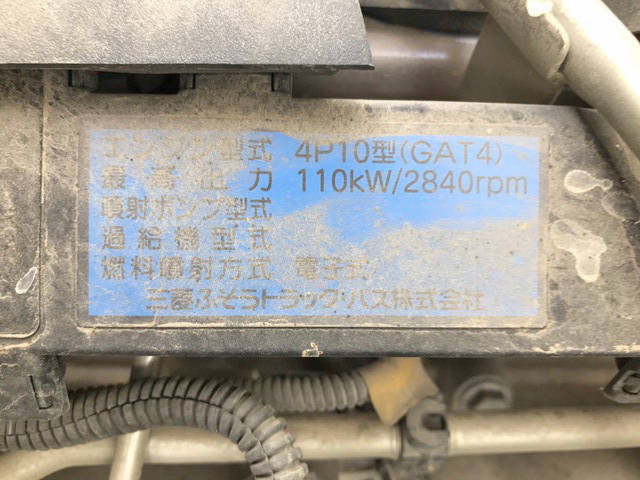 エンジン型式 4P10型(GAT4)
最高出力 110kW/2840rpm
噴射ポンプ型式
過給機型式
燃料噴射方式 電子式
三菱ふそうトラック・バス株式会社